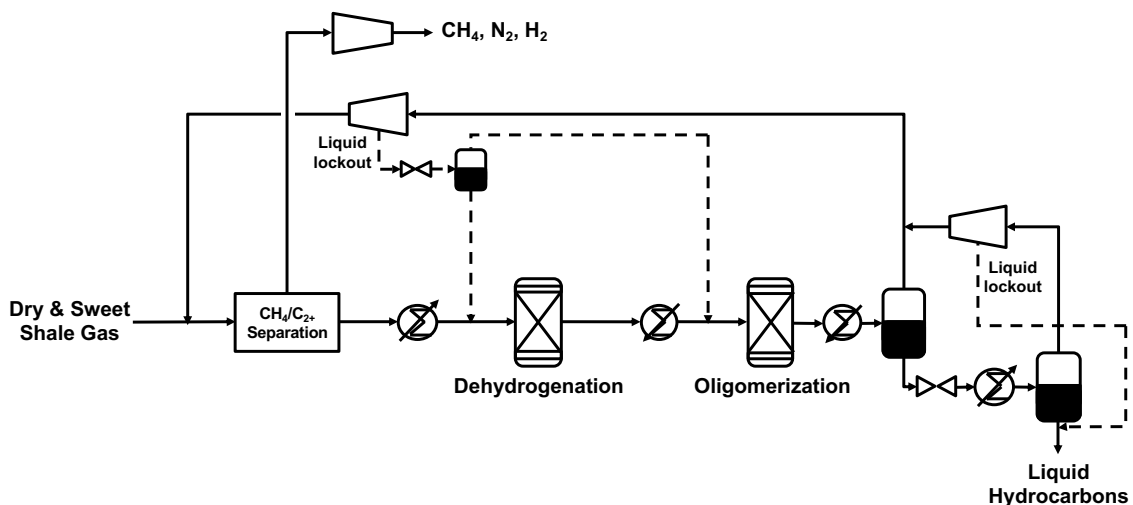 CH₄, N₂, H₂
Liquid
lockout
Liquid
lockout
Dry & Sweet
Shale Gas
CH₄/C₂₊
Separation
Dehydrogenation
Oligomerization
Liquid
Hydrocarbons